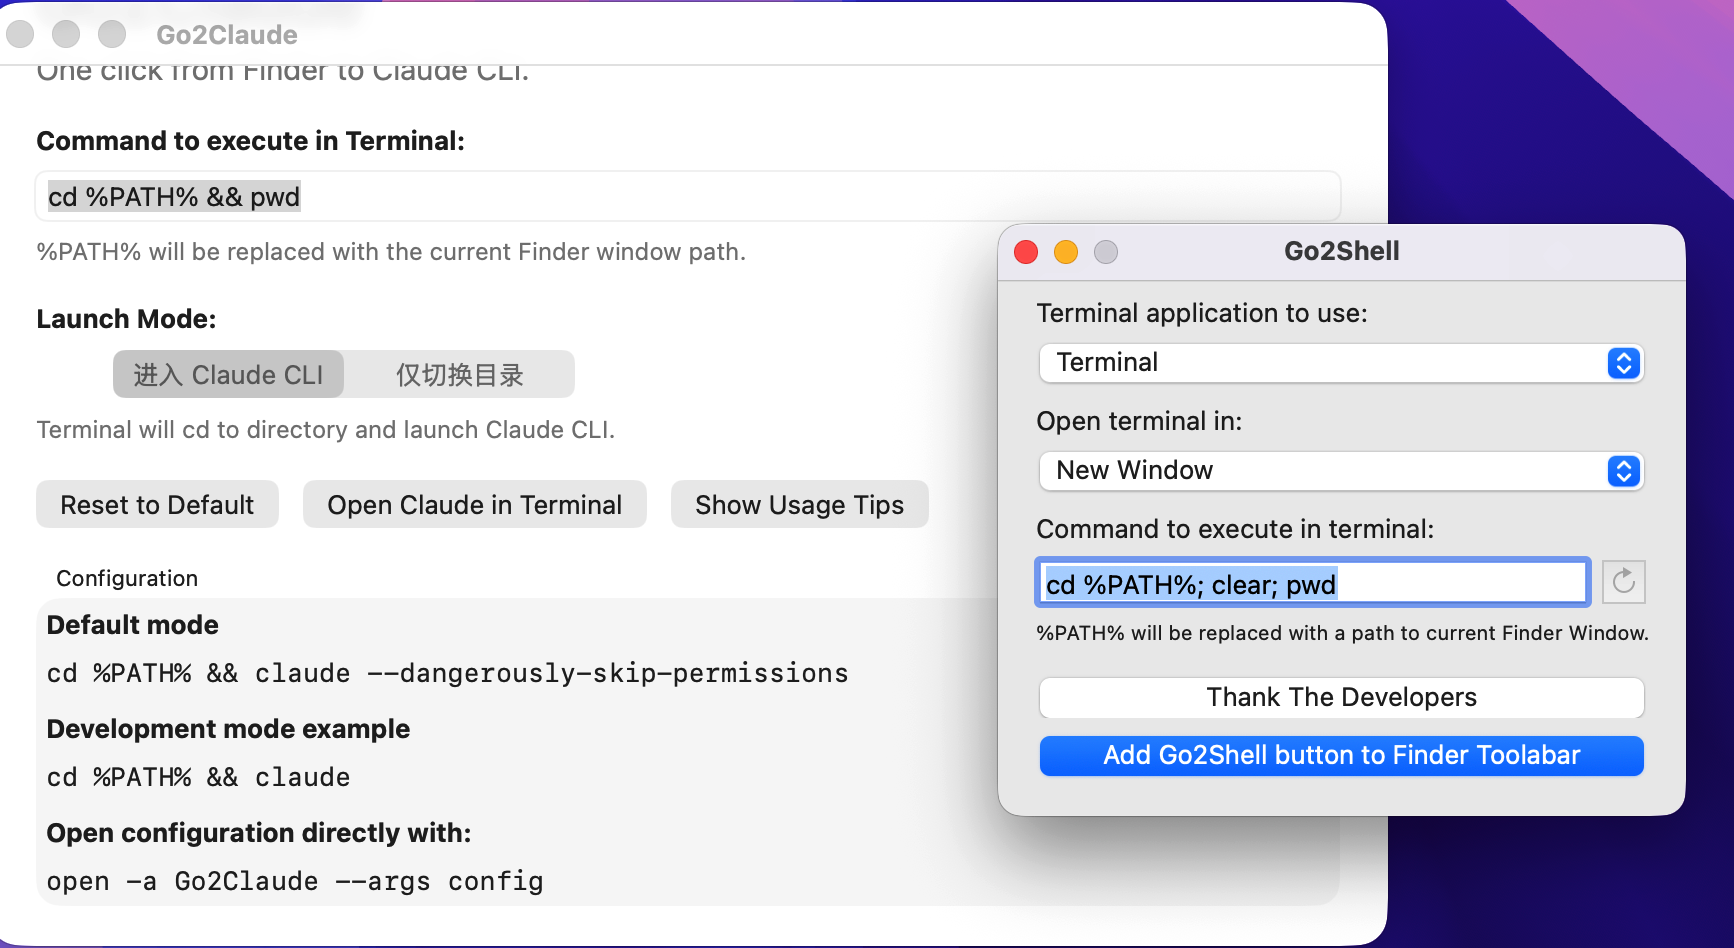 Go2Claude
One click from Finder to Claude CLI.
Command to execute in Terminal:
cd %PATH% && pwd
%PATH% will be replaced with the current Finder window path.
Launch Mode:
进入 Claude CLI
仅切换目录
Terminal will cd to directory and launch Claude CLI.
Reset to Default
Open Claude in Terminal
Show Usage Tips
Configuration
Default mode
cd %PATH% && claude --dangerously-skip-permissions
Development mode example
cd %PATH% && claude
Open configuration directly with:
open -a Go2Claude --args config
Go2Shell
Terminal application to use:
Terminal
Open terminal in:
New Window
Command to execute in terminal:
cd %PATH%; clear; pwd
%PATH% will be replaced with a path to current Finder Window.
Thank The Developers
Add Go2Shell button to Finder Toolabar